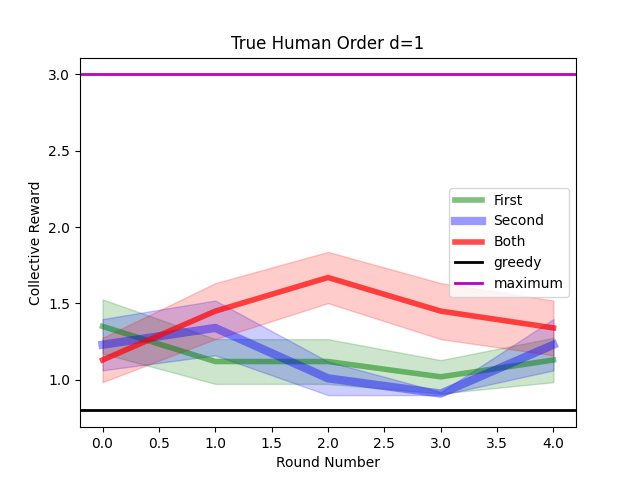 True Human Order d=1
Collective Reward
3.0
2.5
2.0
1.5
1.0
First
Second
Both
greedy
maximum
0.0 0.5 1.0 1.5 2.0 2.5 3.0 3.5 4.0
Round Number